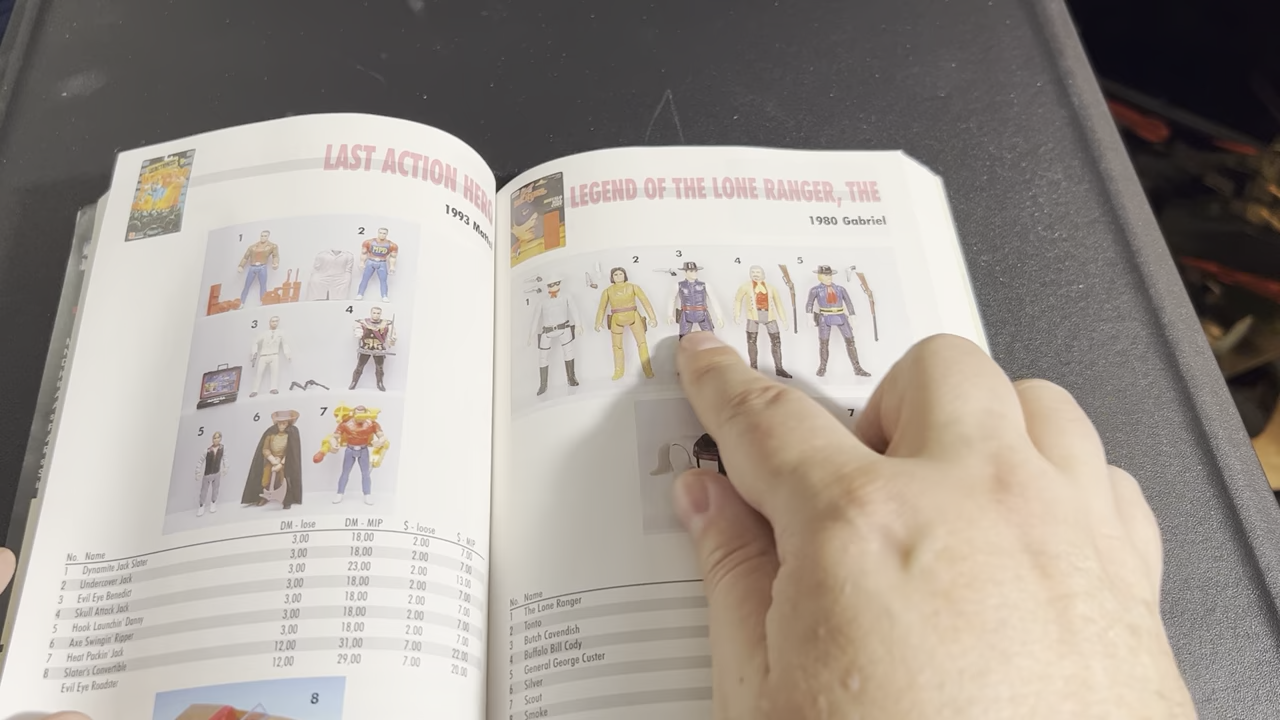 LAST ACTION HERO
1993 Matt
1
2
3
4
5
6
7
PEPSI
DM - lose DM - MIP $ - loose $ - MIP
No. Name
3,00 18,00 2.00 7.00
1 Dynamite Jack Slater 3,00 18,00 2.00 7.00
2 Undercover Jack 3,00 23,00 2.00 13.00
3 Evil Eye Benedict 3,00 18,00 2.00 7.00
4 Skull Attack Jack 3,00 18,00 2.00 7.00
5 Hook Launchin' Danny 3,00 18,00 2.00 7.00
6 Axe Swingin' Ripper 12,00 31,00 7.00 22.00
7 Heat Packin' Jack 12,00 29,00 7.00 20.00
8 Slater's Convertible
Evil Eye Roadster
8
LEGEND OF THE LONE RANGER, THE
1980 Gabriel
1
2
3
4
5
7
No. Name
1 The Lone Ranger
2 Tonto
3 Butch Cavendish
4 Buffalo Bill Cody
5 General George Custer
6 Silver
7 Scout
8 Smoke